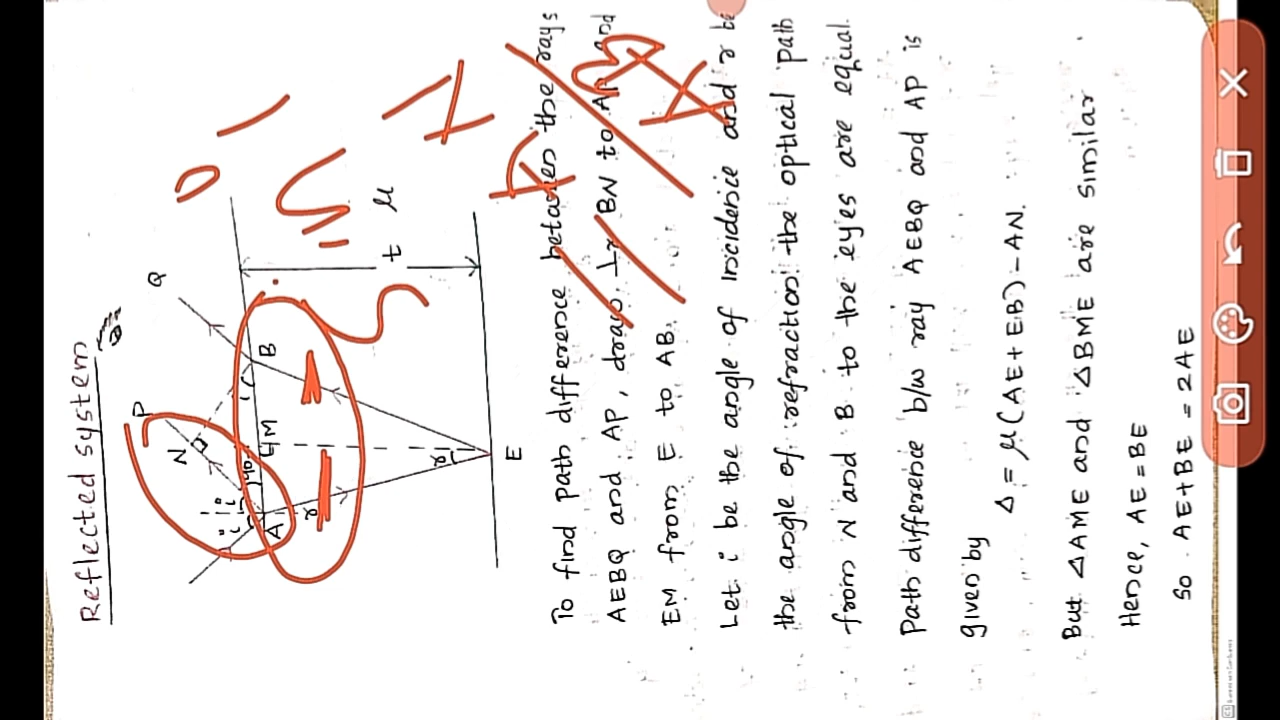 Reflected system
P
Q
N
i
i
A
M
B
r
r
t
μ
E
To find path difference between the rays
AEBQ and AP, draw ⊥r BN to AP and
EM from E to AB.
Let i be the angle of incidence and r be
the angle of refraction. the optical path
from N and B to the eyes are equal.
Path difference b/w ray AEBQ and AP is
given by
Δ = μ(AE+EB) - AN.
But ΔAME and ΔBME are similar
Hence, AE = BE
So AE+BE = 2AE